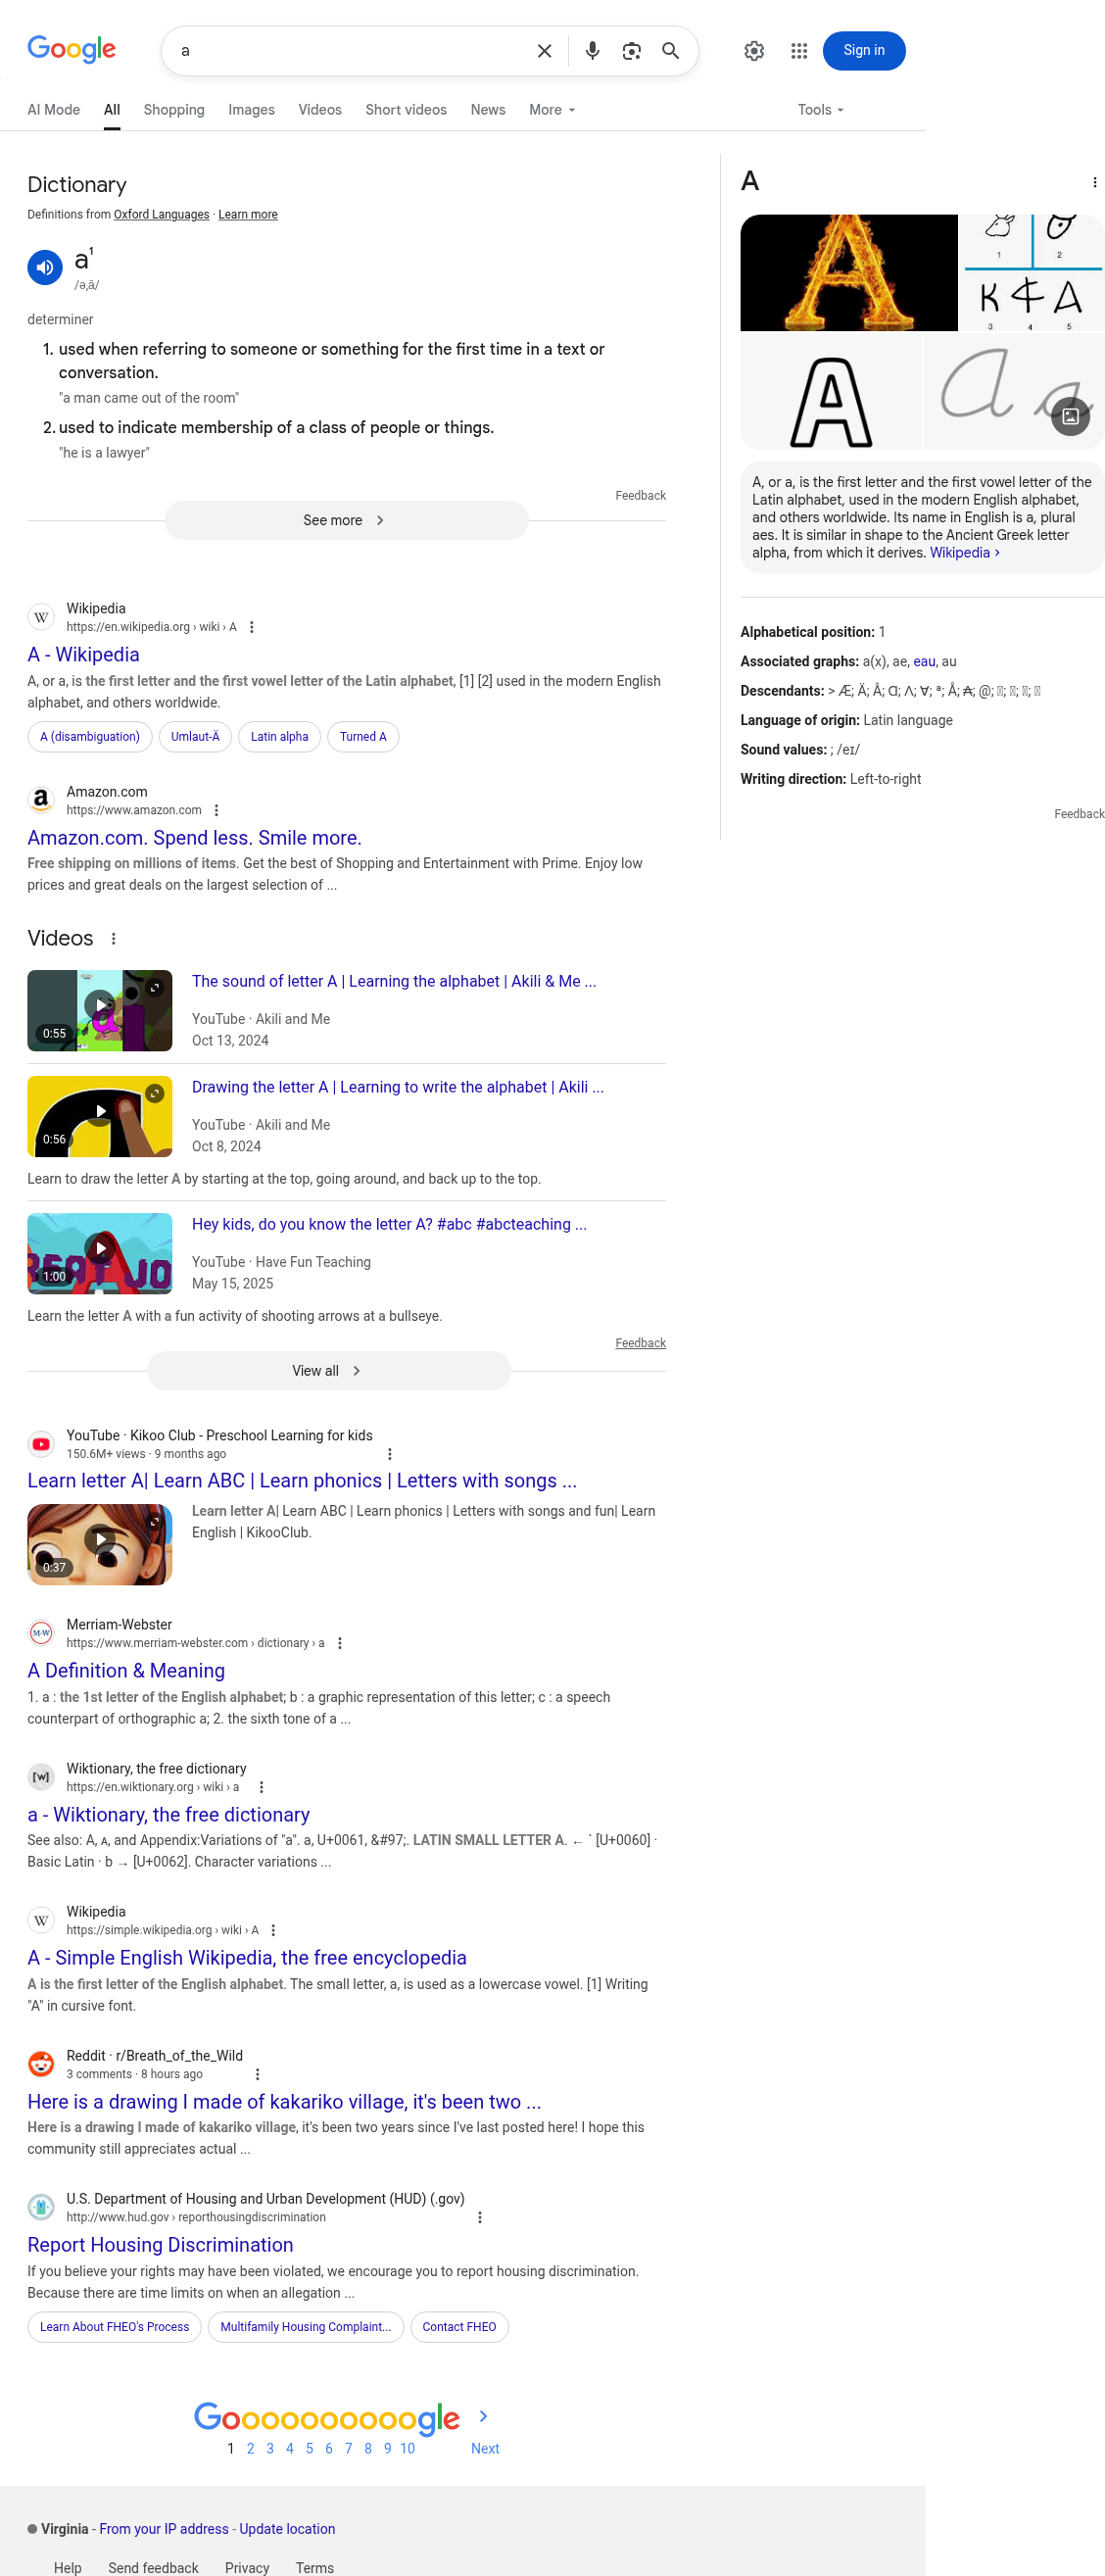 Google
a
Sign in
AI Mode
All
Shopping
Images
Videos
Short videos
News
More
Tools
Dictionary
Definitions from Oxford Languages · Learn more
a¹
/ə,ā/
determiner
1. used when referring to someone or something for the first time in a text or
conversation.
"a man came out of the room"
2. used to indicate membership of a class of people or things.
"he is a lawyer"
Feedback
See more
Wikipedia
https://en.wikipedia.org › wiki › A
A - Wikipedia
A, or a, is the first letter and the first vowel letter of the Latin alphabet, [1] [2] used in the modern English
alphabet, and others worldwide.
A (disambiguation)
Umlaut-Ä
Latin alpha
Turned A
Amazon.com
https://www.amazon.com
Amazon.com. Spend less. Smile more.
Free shipping on millions of items. Get the best of Shopping and Entertainment with Prime. Enjoy low
prices and great deals on the largest selection of ...
Videos
0:55
The sound of letter A | Learning the alphabet | Akili & Me ...
YouTube · Akili and Me
Oct 13, 2024
0:56
Drawing the letter A | Learning to write the alphabet | Akili ...
YouTube · Akili and Me
Oct 8, 2024
Learn to draw the letter A by starting at the top, going around, and back up to the top.
1:00
Hey kids, do you know the letter A? #abc #abcteaching ...
YouTube · Have Fun Teaching
May 15, 2025
Learn the letter A with a fun activity of shooting arrows at a bullseye.
Feedback
View all
YouTube · Kikoo Club - Preschool Learning for kids
150.6M+ views · 9 months ago
Learn letter A| Learn ABC | Learn phonics | Letters with songs ...
0:37
Learn letter A| Learn ABC | Learn phonics | Letters with songs and fun| Learn
English | KikooClub.
Merriam-Webster
https://www.merriam-webster.com › dictionary › a
A Definition & Meaning
1. a : the 1st letter of the English alphabet; b : a graphic representation of this letter; c : a speech
counterpart of orthographic a; 2. the sixth tone of a ...
Wiktionary, the free dictionary
https://en.wiktionary.org › wiki › a
a - Wiktionary, the free dictionary
See also: A, ᴀ, and Appendix:Variations of "a". a, U+0061, &#97;. LATIN SMALL LETTER A. ← ` [U+0060] ·
Basic Latin · b → [U+0062]. Character variations ...
Wikipedia
https://simple.wikipedia.org › wiki › A
A - Simple English Wikipedia, the free encyclopedia
A is the first letter of the English alphabet. The small letter, a, is used as a lowercase vowel. [1] Writing
"A" in cursive font.
Reddit · r/Breath_of_the_Wild
3 comments · 8 hours ago
Here is a drawing I made of kakariko village, it's been two ...
Here is a drawing I made of kakariko village, it's been two years since I've last posted here! I hope this
community still appreciates actual ...
U.S. Department of Housing and Urban Development (HUD) (.gov)
http://www.hud.gov › reporthousingdiscrimination
Report Housing Discrimination
If you believe your rights may have been violated, we encourage you to report housing discrimination.
Because there are time limits on when an allegation ...
Learn About FHEO's Process
Multifamily Housing Complaint...
Contact FHEO
Goooooooooogle
1 2 3 4 5 6 7 8 9 10 Next
A
A
1 2
3 4 5
A
A a
A, or a, is the first letter and the first vowel letter of the
Latin alphabet, used in the modern English alphabet,
and others worldwide. Its name in English is a, plural
aes. It is similar in shape to the Ancient Greek letter
alpha, from which it derives. Wikipedia ›
Alphabetical position: 1
Associated graphs: a(x), ae, eau, au
Descendants: > Æ; Ä; Â; Ɑ; Λ; Ɐ; ª; Å; ₳; @;
Language of origin: Latin language
Sound values: ; /eɪ/
Writing direction: Left-to-right
Feedback
Virginia - From your IP address - Update location
Help
Send feedback
Privacy
Terms